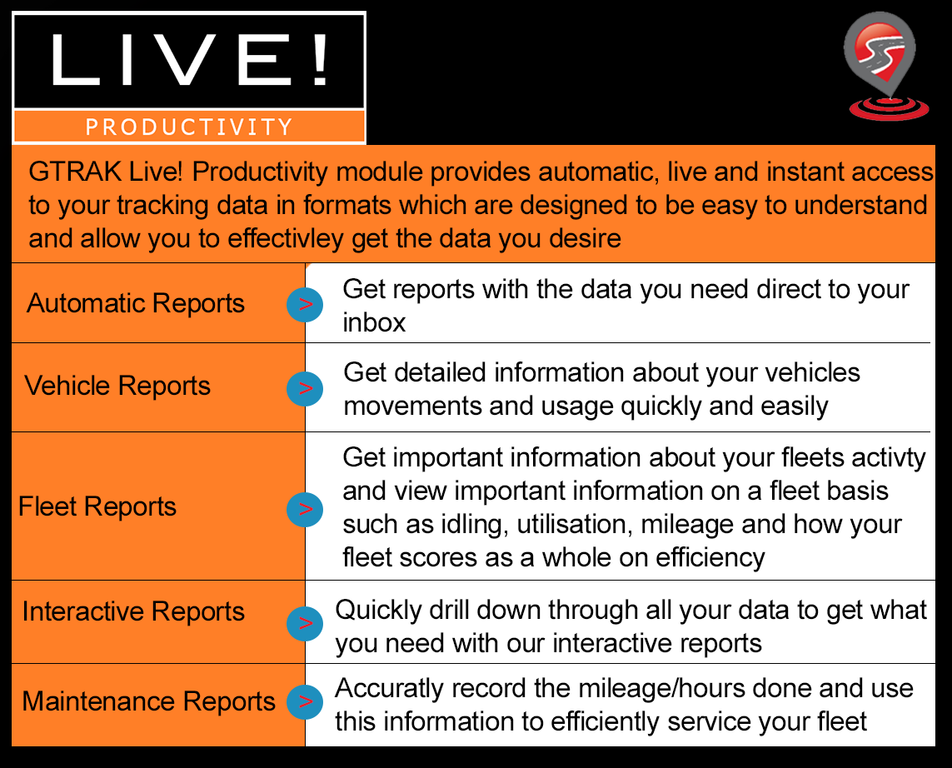 LIVE!
PRODUCTIVITY
GTRAK Live! Productivity module provides automatic, live and instant access
to your tracking data in formats which are designed to be easy to understand
and allow you to effectivley get the data you desire
Automatic Reports
>
Get reports with the data you need direct to your
inbox
Vehicle Reports
>
Get detailed information about your vehicles
movements and usage quickly and easily
Fleet Reports
>
Get important information about your fleets activty
and view important information on a fleet basis
such as idling, utilisation, mileage and how your
fleet scores as a whole on efficiency
Interactive Reports
>
Quickly drill down through all your data to get what
you need with our interactive reports
Maintenance Reports
>
Accuratly record the mileage/hours done and use
this information to efficiently service your fleet